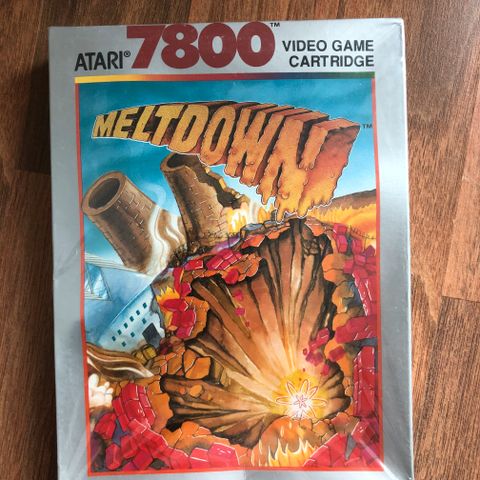 ATARI® 7800™ VIDEO GAME
CARTRIDGE
MELTDOWN™